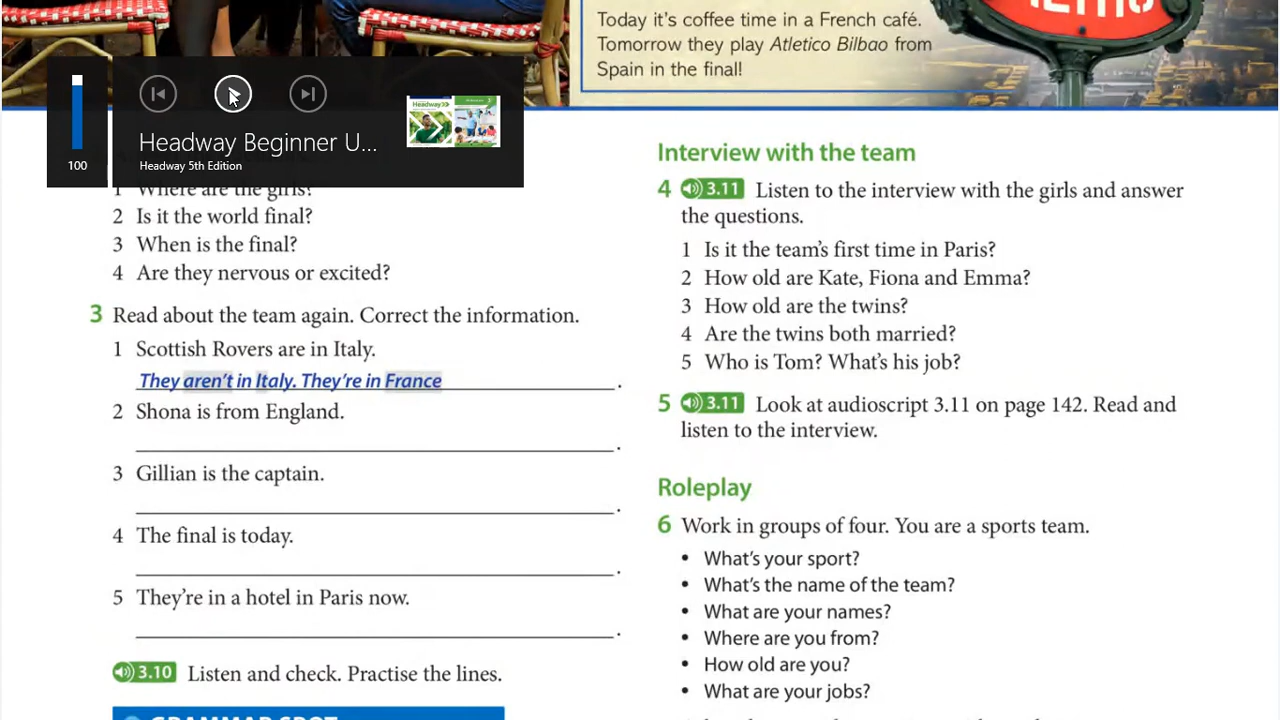 Today it's coffee time in a French café.
Tomorrow they play Atletico Bilbao from
Spain in the final!
METRO
100
Headway Beginner U...
Headway 5th Edition
Headway
1 Where are the girls?
2 Is it the world final?
3 When is the final?
4 Are they nervous or excited?
3 Read about the team again. Correct the information.
1 Scottish Rovers are in Italy.
They aren't in Italy. They're in France .
2 Shona is from England.
.
3 Gillian is the captain.
.
4 The final is today.
.
5 They're in a hotel in Paris now.
.
3.10 Listen and check. Practise the lines.
GRAMMAR SPOT
Interview with the team
4 3.11 Listen to the interview with the girls and answer
the questions.
1 Is it the team's first time in Paris?
2 How old are Kate, Fiona and Emma?
3 How old are the twins?
4 Are the twins both married?
5 Who is Tom? What's his job?
5 3.11 Look at audioscript 3.11 on page 142. Read and
listen to the interview.
Roleplay
6 Work in groups of four. You are a sports team.
• What's your sport?
• What's the name of the team?
• What are your names?
• Where are you from?
• How old are you?
• What are your jobs?